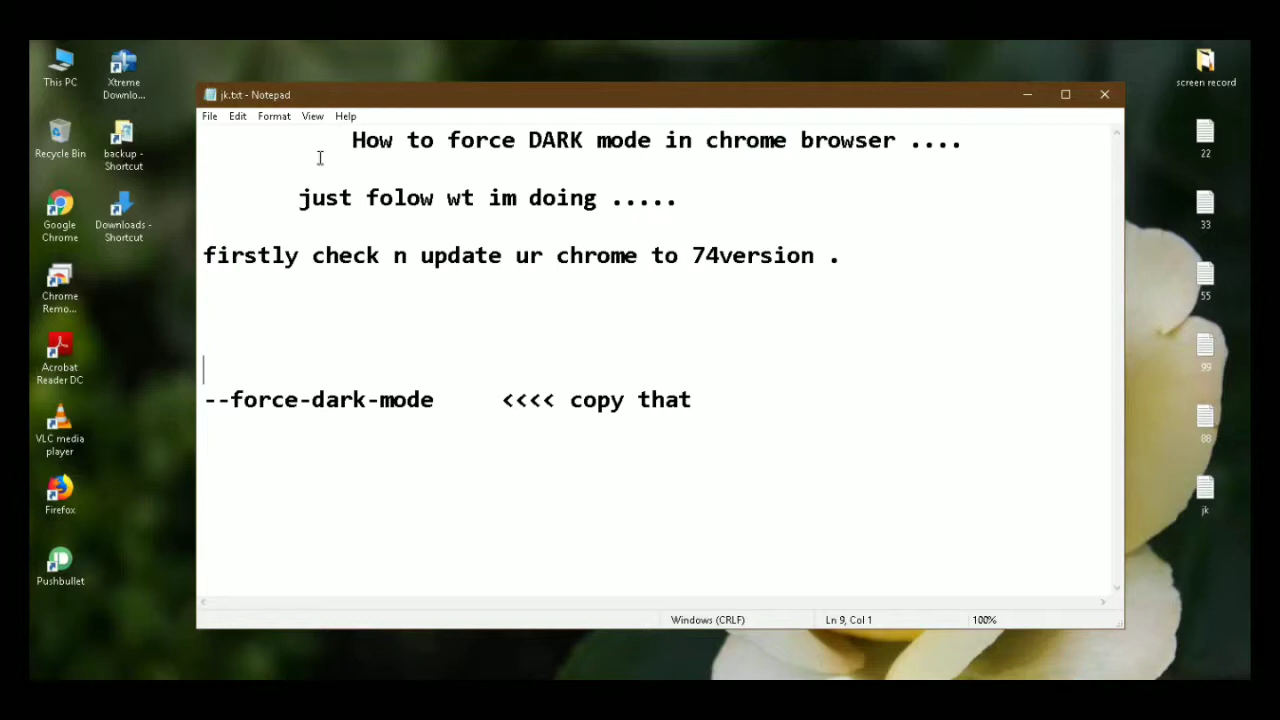 This PC
Xtreme
Downlo...
Recycle Bin
backup -
Shortcut
Google
Chrome
Downloads -
Shortcut
Chrome
Remo...
Acrobat
Reader DC
VLC media
player
Firefox
Pushbullet
jk.txt - Notepad
File Edit Format View Help
How to force DARK mode in chrome browser ....
just folow wt im doing .....
firstly check n update ur chrome to 74version .
--force-dark-mode <<<< copy that
Windows (CRLF) Ln 9, Col 1 100%
screen record
22
33
55
99
88
jk